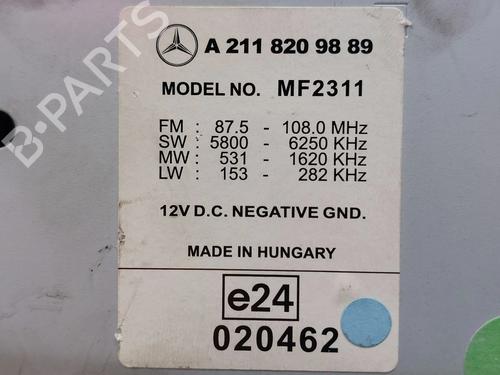 A 211 820 98 89
MODEL NO. MF2311
FM : 87.5 - 108.0 MHz
SW : 5800 - 6250 KHz
MW : 531 - 1620 KHz
LW : 153 - 282 KHz
12V D.C. NEGATIVE GND.
MADE IN HUNGARY
e24
020462
B-PARTS